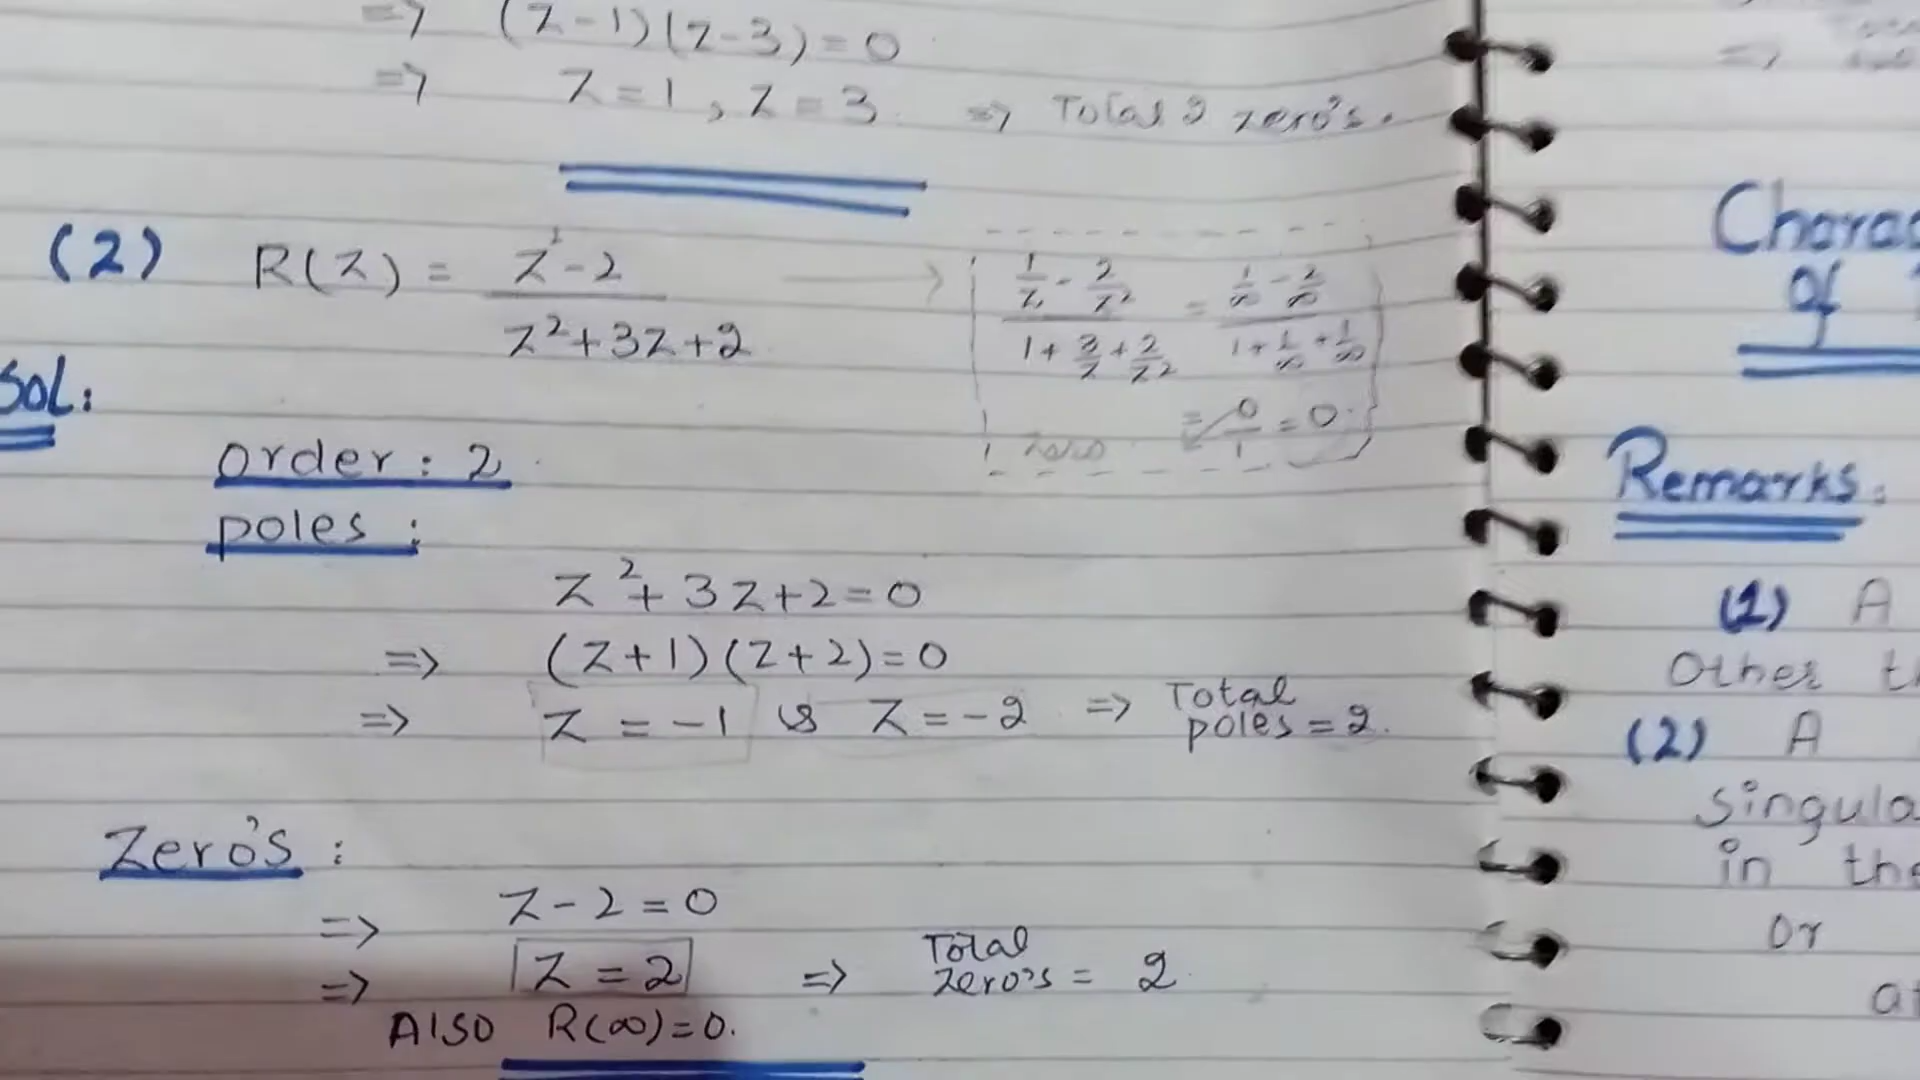 => (z-1)(z-3)=0
=> z=1, z=3 => Total 2 zero's.
(2) R(z) = z-2 / z²+3z+2
1/z - 2/z² / 1+3/z+2/z² = 1/∞ - 2/∞ / 1+1/∞+1/∞
= 0/1 = 0
Sol:
order: 2
poles:
z²+3z+2=0
=> (z+1)(z+2)=0
=> z = -1 & z = -2 => Total poles = 2.
Zero's:
=> z-2=0
=> z = 2 => Total zero's = 2
Also R(∞)=0.
Of
Remarks:
(1) A
Other
(2) A
in the
or